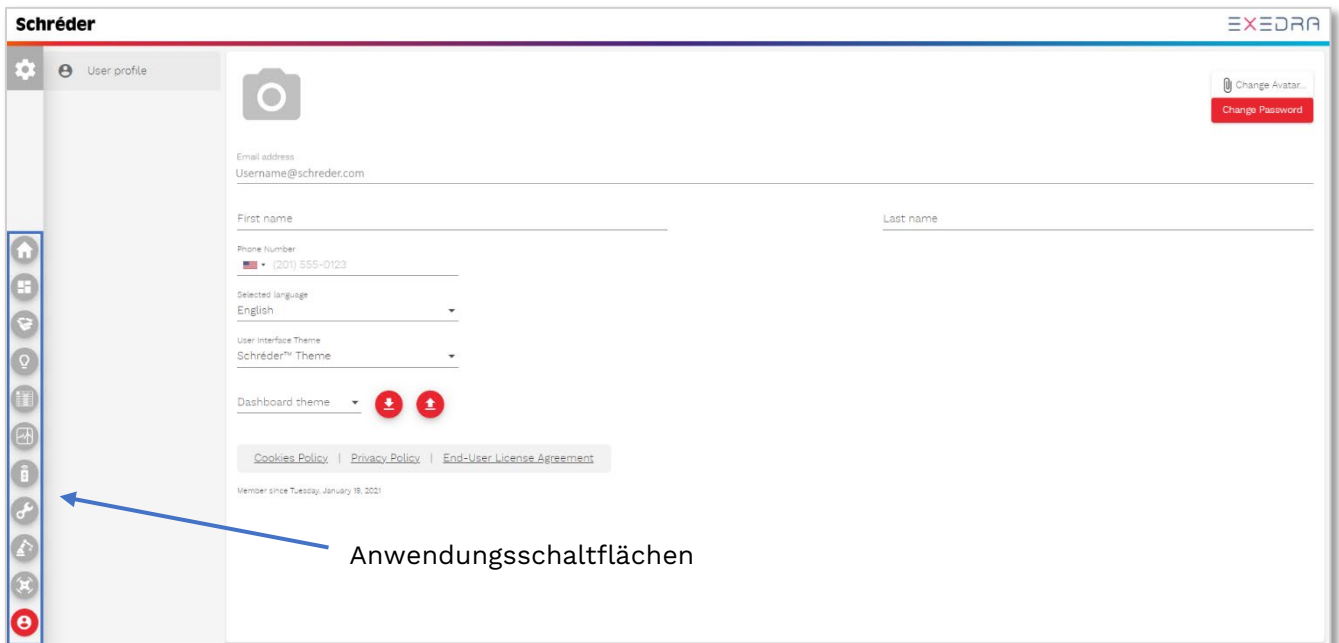 Schréder
EXEDRA
User profile
Change Avatar...
Change Password
Email address
Username@schreder.com
First name
Last name
Phone Number
(201) 555-0123
Selected language
English
User Interface Theme
Schréder™ Theme
Dashboard theme
Cookies Policy | Privacy Policy | End-User License Agreement
Member since Tuesday, January 19, 2021
Anwendungsschaltflächen